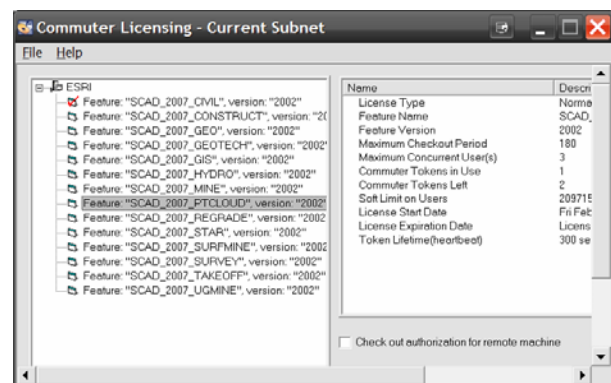 Commuter Licensing - Current Subnet
File Help
ESRI
Feature: "SCAD_2007_CIVIL", version: "2002"
Feature: "SCAD_2007_CONSTRUCT", version: "20
Feature: "SCAD_2007_GEO", version: "2002"
Feature: "SCAD_2007_GEOTECH", version: "2002"
Feature: "SCAD_2007_GIS", version: "2002"
Feature: "SCAD_2007_HYDRO", version: "2002"
Feature: "SCAD_2007_MINE", version: "2002"
Feature: "SCAD_2007_PTCLOUD", version: "2002"
Feature: "SCAD_2007_REGRADE", version: "2002
Feature: "SCAD_2007_STAR", version: "2002"
Feature: "SCAD_2007_SURFMINE", version: "2002
Feature: "SCAD_2007_SURVEY", version: "2002"
Feature: "SCAD_2007_TAKEOFF", version: "2002"
Feature: "SCAD_2007_UGMINE", version: "2002"
Name Descri
License Type Norma
Feature Name SCAD_
Feature Version 2002
Maximum Checkout Period 180
Maximum Concurrent User(s) 3
Commuter Tokens in Use 1
Commuter Tokens Left 2
Soft Limit on Users 209715
License Start Date Fri Feb
License Expiration Date Licens
Token Lifetime(heartbeat) 300 se
Check out authorization for remote machine